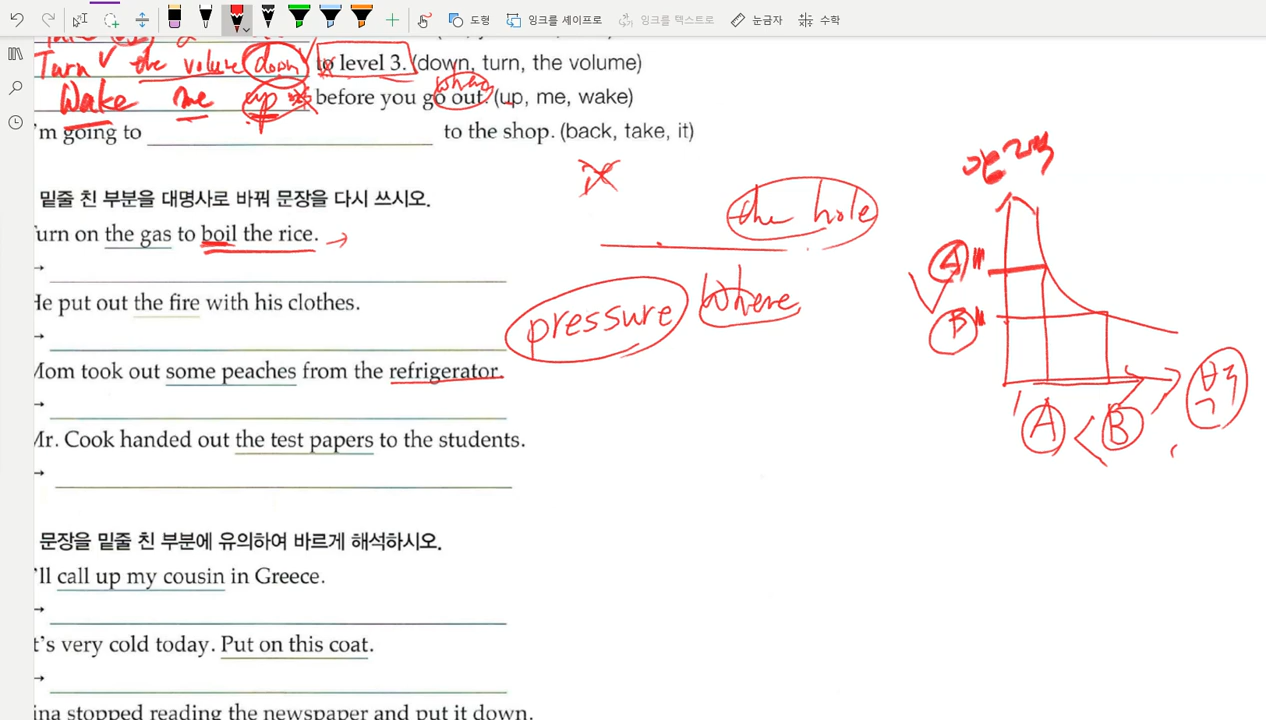 도형 잉크를 셰이프로 잉크를 텍스트로 눈금자 수학
Turn the volume down to level 3. (down, turn, the volume)
Wake me up before you go out. (up, me, wake)
'm going to to the shop. (back, take, it)
밑줄 친 부분을 대명사로 바꿔 문장을 다시 쓰시오.
Turn on the gas to boil the rice. →
→
He put out the fire with his clothes.
→
Mom took out some peaches from the refrigerator.
→
Mr. Cook handed out the test papers to the students.
→
문장을 밑줄 친 부분에 유의하여 바르게 해석하시오.
'll call up my cousin in Greece.
→
t's very cold today. Put on this coat.
→
ina stopped reading the newspaper and put it down.
the hole
pressure where
A
B
A < B